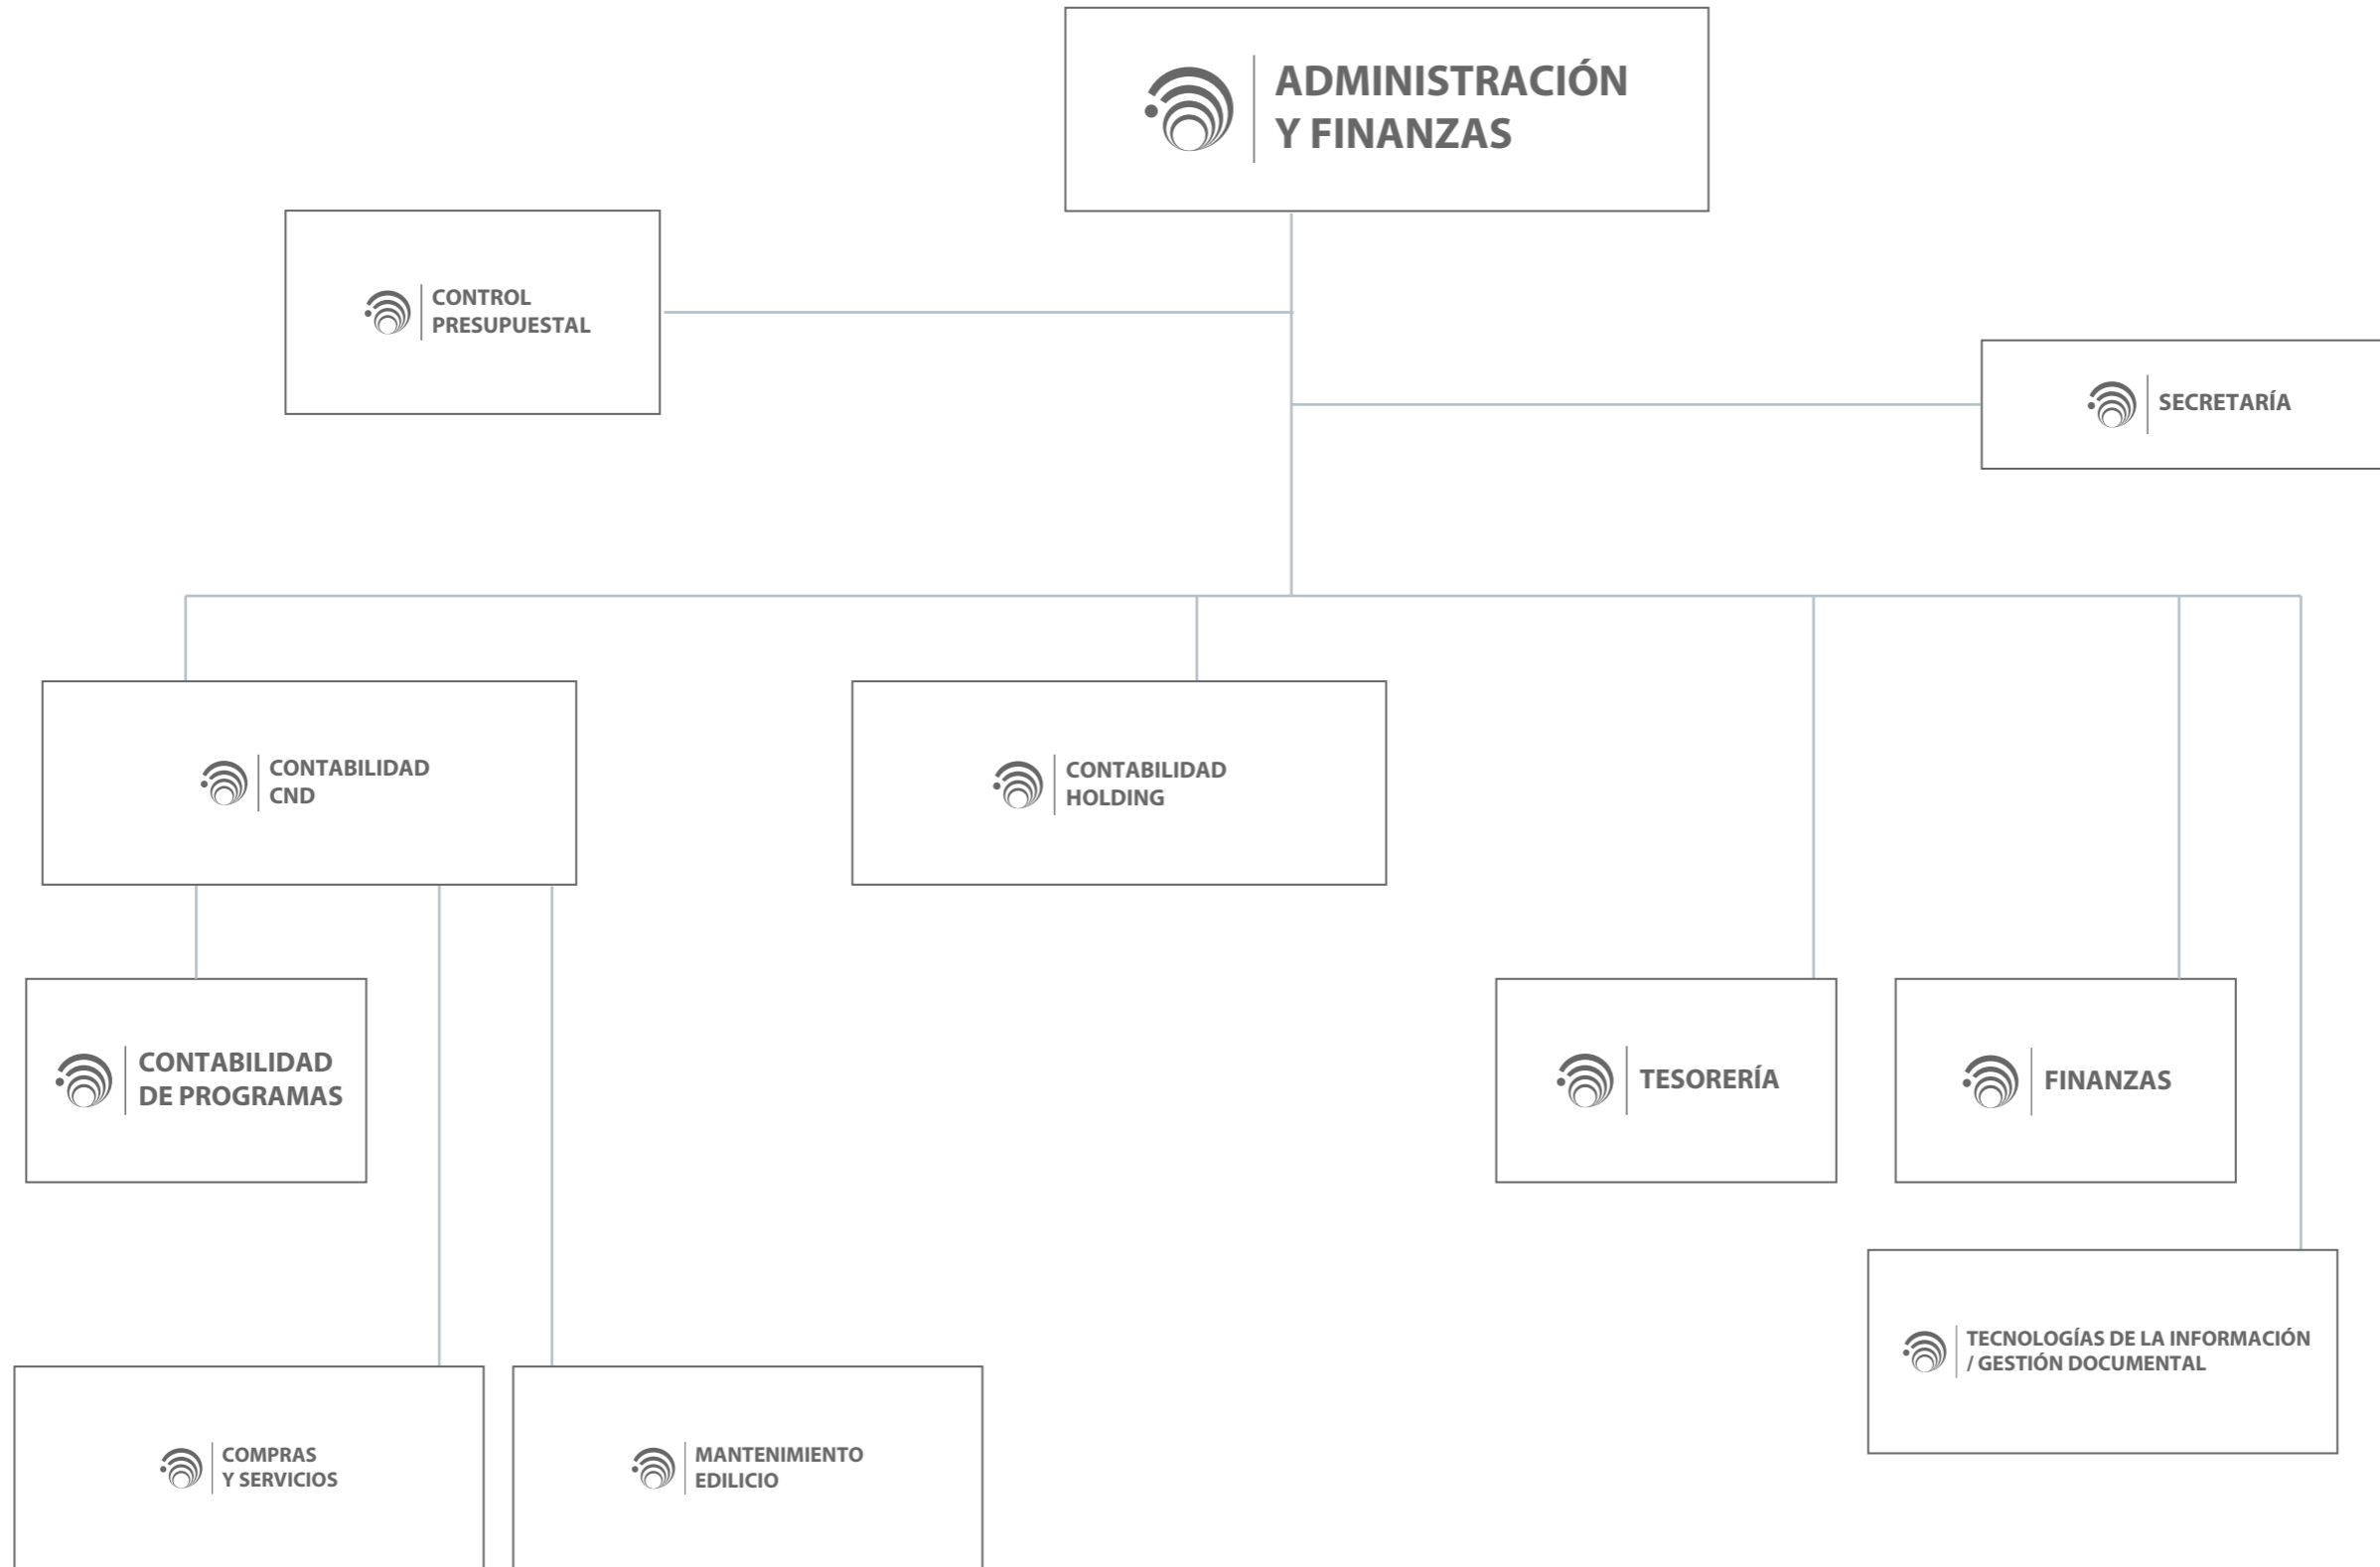 ADMINISTRACIÓN
Y FINANZAS
CONTROL
PRESUPUESTAL
SECRETARÍA
CONTABILIDAD
CND
CONTABILIDAD
HOLDING
CONTABILIDAD
DE PROGRAMAS
TESORERÍA
FINANZAS
TECNOLOGÍAS DE LA INFORMACIÓN
/ GESTIÓN DOCUMENTAL
COMPRAS
Y SERVICIOS
MANTENIMIENTO
EDILICIO